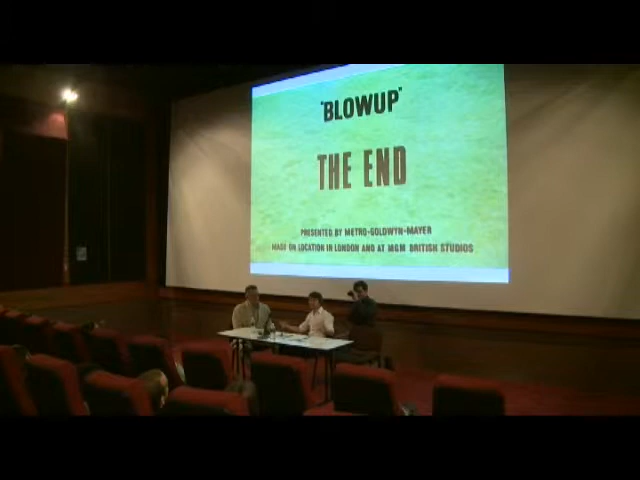 "BLOWUP"
THE END
PRESENTED BY METRO-GOLDWYN-MAYER
MADE ON LOCATION IN LONDON AND AT MGM BRITISH STUDIOS